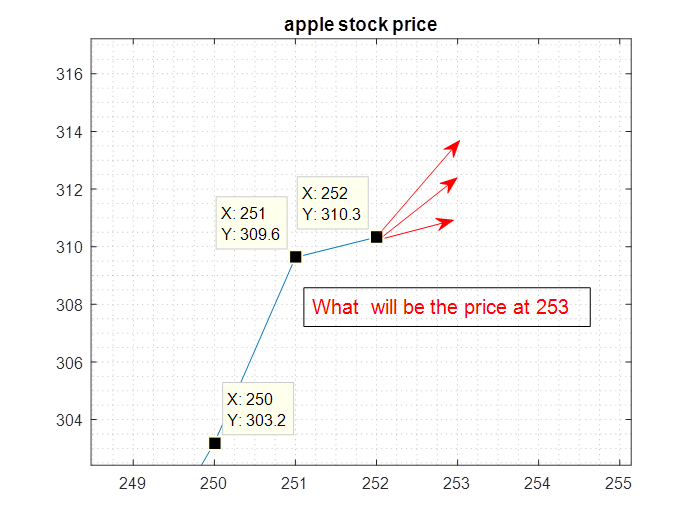 apple stock price
316
314
312
310
308
306
304
X: 252
Y: 310.3
X: 251
Y: 309.6
What  will be the price at 253
X: 250
Y: 303.2
249 250 251 252 253 254 255